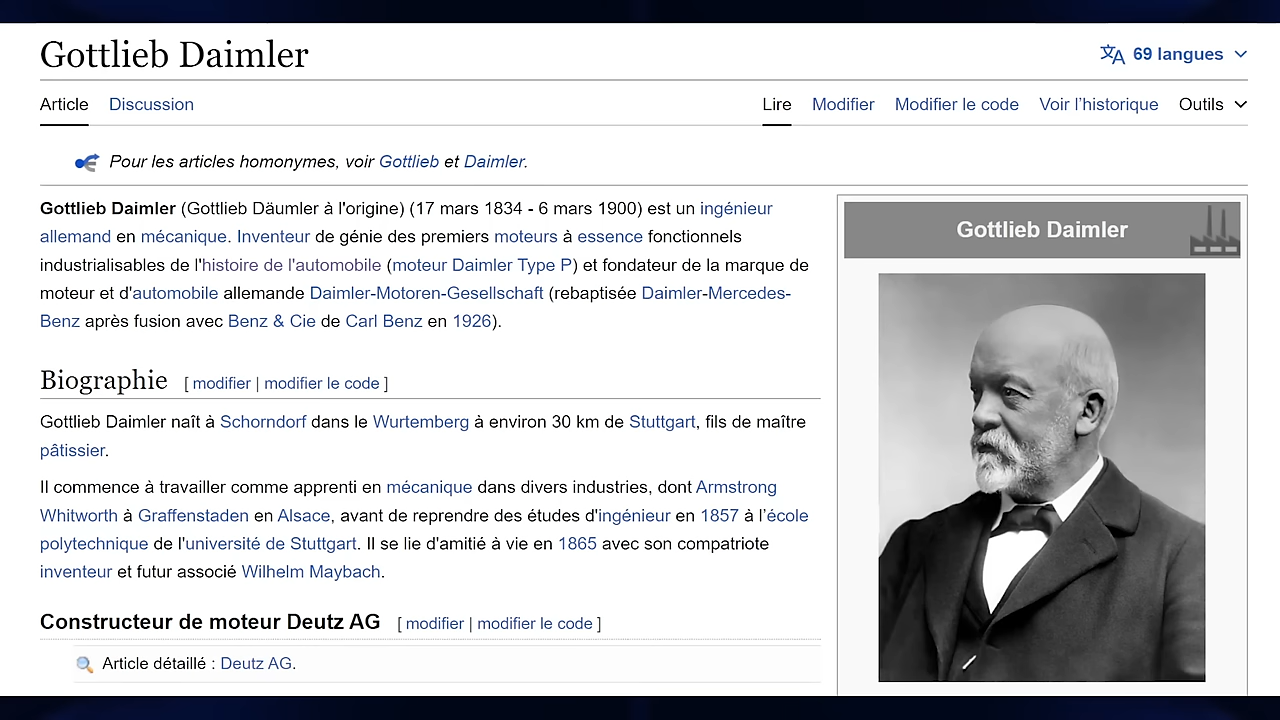 Gottlieb Daimler
69 langues
Article Discussion Lire Modifier Modifier le code Voir l’historique Outils
Pour les articles homonymes, voir Gottlieb et Daimler.
Gottlieb Daimler (Gottlieb Däumler à l'origine) (17 mars 1834 - 6 mars 1900) est un ingénieur
allemand en mécanique. Inventeur de génie des premiers moteurs à essence fonctionnels
industrialisables de l'histoire de l'automobile (moteur Daimler Type P) et fondateur de la marque de
moteur et d'automobile allemande Daimler-Motoren-Gesellschaft (rebaptisée Daimler-Mercedes-
Benz après fusion avec Benz & Cie de Carl Benz en 1926).
Biographie [ modifier | modifier le code ]
Gottlieb Daimler naît à Schorndorf dans le Wurtemberg à environ 30 km de Stuttgart, fils de maître
pâtissier.
Il commence à travailler comme apprenti en mécanique dans divers industries, dont Armstrong
Whitworth à Graffenstaden en Alsace, avant de reprendre des études d'ingénieur en 1857 à l’école
polytechnique de l'université de Stuttgart. Il se lie d'amitié à vie en 1865 avec son compatriote
inventeur et futur associé Wilhelm Maybach.
Constructeur de moteur Deutz AG [ modifier | modifier le code ]
Article détaillé : Deutz AG.
Gottlieb Daimler